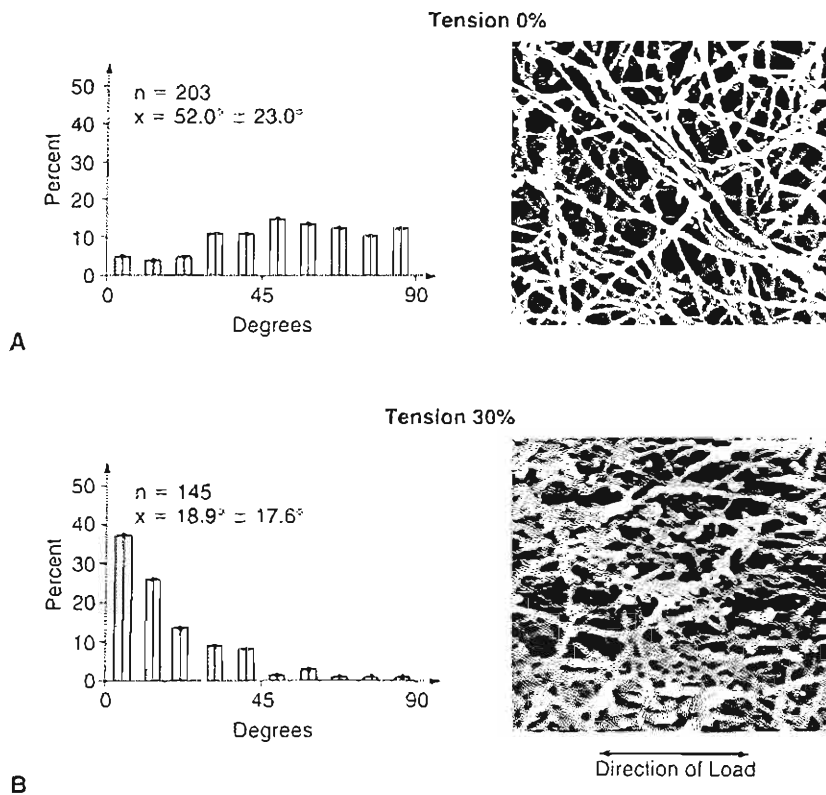 Tension 0%
50
40
30
20
10
0
Percent
n = 203
x = 52.0° ± 23.0°
0 45 90
Degrees
A
Tension 30%
50
40
30
20
10
0
Percent
n = 145
x = 18.9° ± 17.6°
0 45 90
Degrees
Direction of Load
B